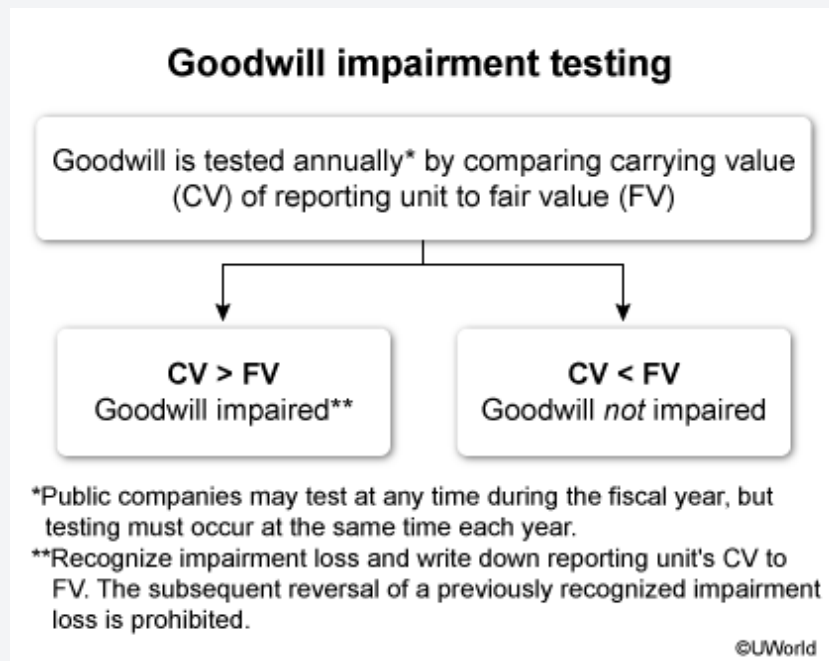 Goodwill impairment testing
Goodwill is tested annually* by comparing carrying value
(CV) of reporting unit to fair value (FV)
CV > FV
Goodwill impaired**
CV < FV
Goodwill not impaired
*Public companies may test at any time during the fiscal year, but
testing must occur at the same time each year.
**Recognize impairment loss and write down reporting unit's CV to
FV. The subsequent reversal of a previously recognized impairment
loss is prohibited.
©UWorld